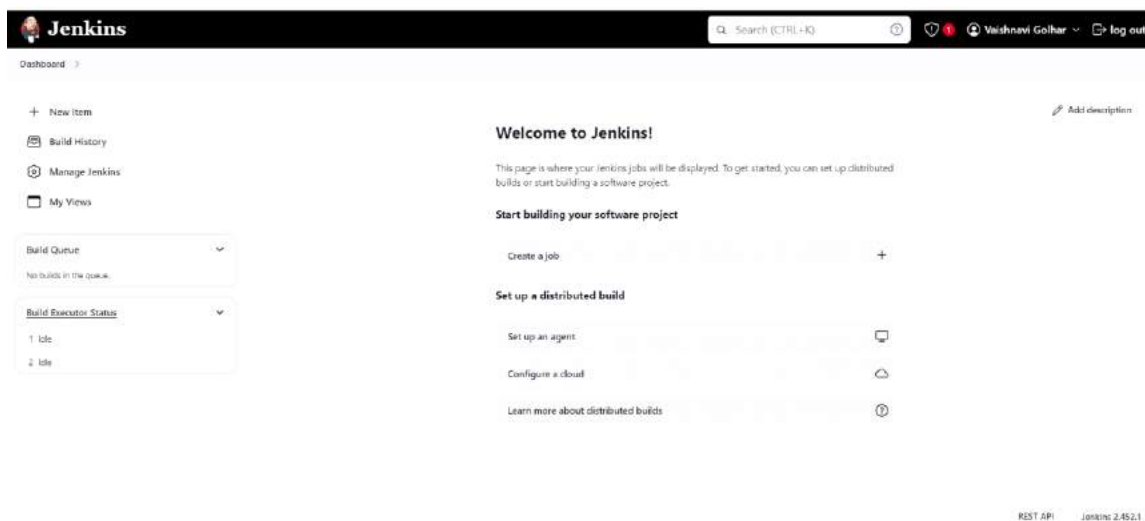 Jenkins
Search (CTRL+K)
1
Vaishnavi Golhar
log out
Dashboard
New Item
Build History
Manage Jenkins
My Views
Build Queue
No builds in the queue.
Build Executor Status
1 Idle
2 Idle
Add description
Welcome to Jenkins!
This page is where your Jenkins jobs will be displayed. To get started, you can set up distributed
builds or start building a software project.
Start building your software project
Create a job
Set up a distributed build
Set up an agent
Configure a cloud
Learn more about distributed builds
REST API
Jenkins 2.452.1